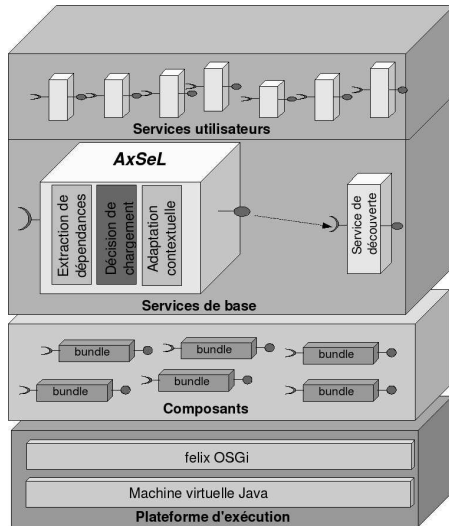 Services utilisateurs
AxSeL
Extraction de
dépendances
Décision de
chargement
Adaptation
contextuelle
Service de
découverte
Services de base
bundle
bundle
bundle
bundle
bundle
bundle
Composants
felix OSGi
Machine virtuelle Java
Plateforme d'exécution